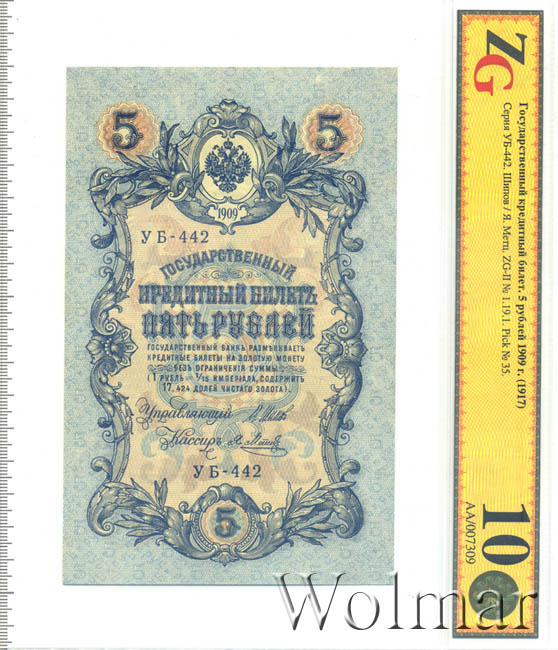 5 5
1909
УБ-442
ГОСУДАРСТВЕННЫЙ
КРЕДИТНЫЙ БИЛЕТЪ
ПЯТЬ РУБЛЕЙ
ГОСУДАРСТВЕННЫЙ БАНКЪ РАЗМѢНИВАЕТЪ
КРЕДИТНЫЕ БИЛЕТЫ НА ЗОЛОТУЮ МОНЕТУ
БЕЗЪ ОГРАНИЧЕНІЯ СУММЫ
(1 РУБЛЬ = 1/15 ИМПЕРІАЛА, СОДЕРЖИТЪ
17,424 ДОЛЕЙ ЧИСТАГО ЗОЛОТА).
Управляющій
Кассиръ
УБ-442
5
ZG
Государственный кредитный билет. 5 рублей 1909 г. (1917)
Серия УБ-442. Шипов / Я. Метц. ZG-II № 1.19.1. Pick № 35.
10
АА/007309
Wolmar